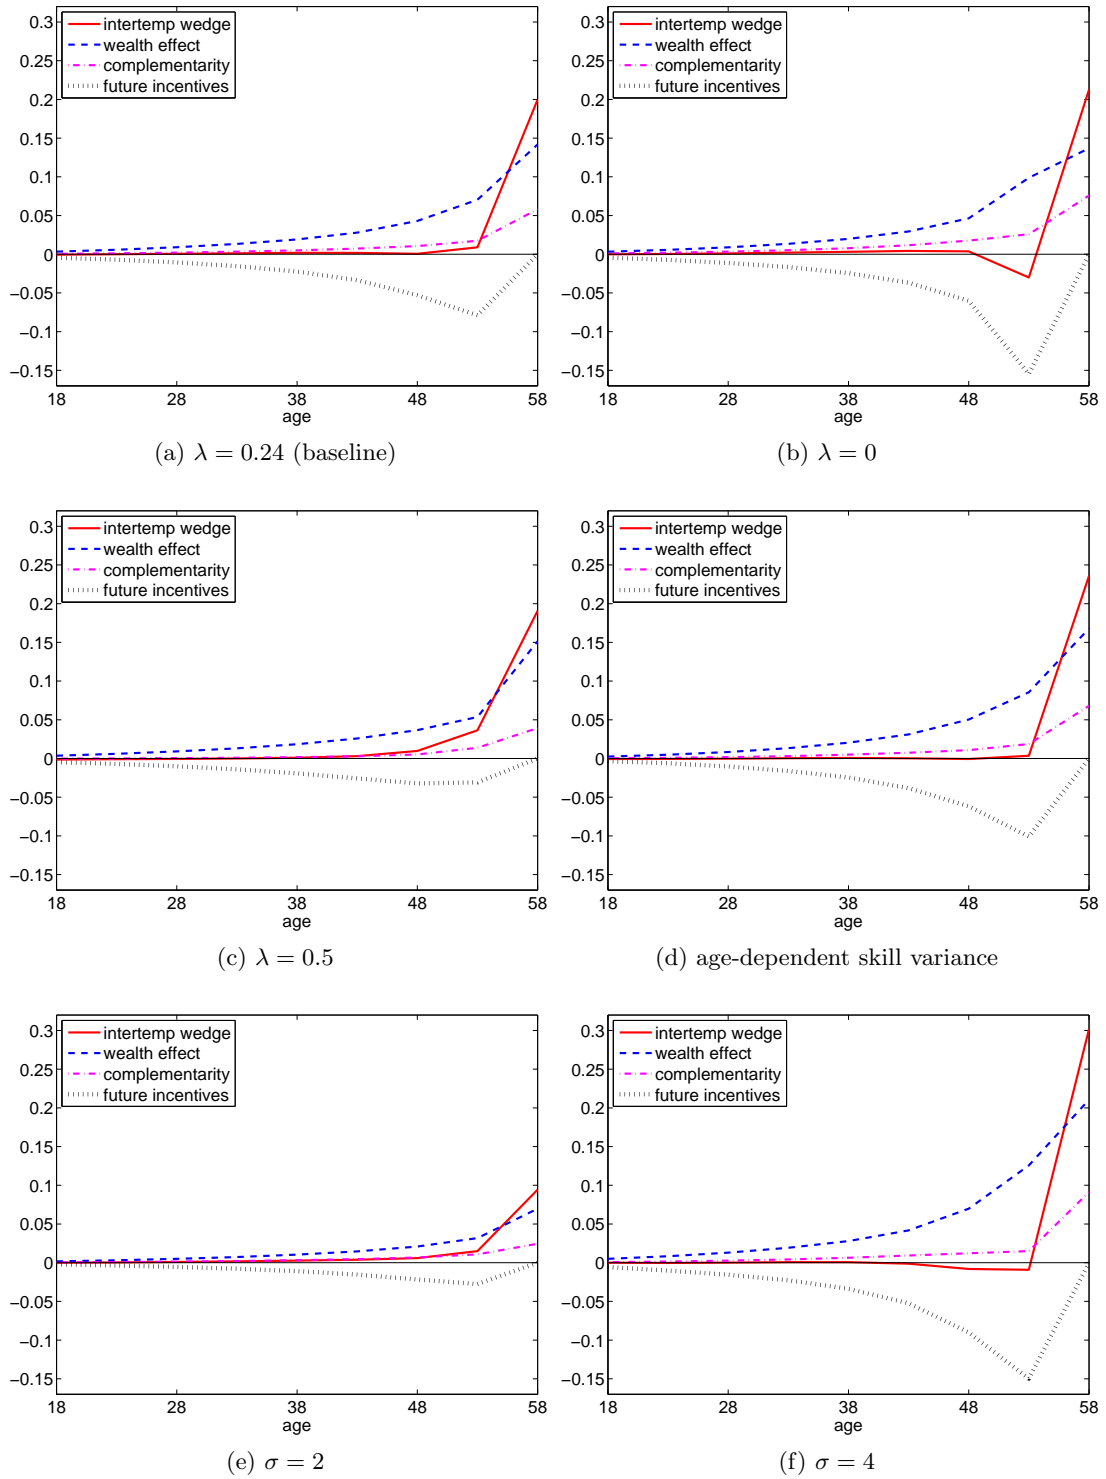 0.3
0.25
0.2
0.15
0.1
0.05
0
−0.05
−0.1
−0.15
intertemp wedge
wealth effect
complementarity
future incentives
18 28 38 48 58
age
(a) λ = 0.24 (baseline)
0.3
0.25
0.2
0.15
0.1
0.05
0
−0.05
−0.1
−0.15
intertemp wedge
wealth effect
complementarity
future incentives
18 28 38 48 58
age
(b) λ = 0
0.3
0.25
0.2
0.15
0.1
0.05
0
−0.05
−0.1
−0.15
intertemp wedge
wealth effect
complementarity
future incentives
18 28 38 48 58
age
(c) λ = 0.5
0.3
0.25
0.2
0.15
0.1
0.05
0
−0.05
−0.1
−0.15
intertemp wedge
wealth effect
complementarity
future incentives
18 28 38 48 58
age
(d) age-dependent skill variance
0.3
0.25
0.2
0.15
0.1
0.05
0
−0.05
−0.1
−0.15
intertemp wedge
wealth effect
complementarity
future incentives
18 28 38 48 58
age
(e) σ = 2
0.3
0.25
0.2
0.15
0.1
0.05
0
−0.05
−0.1
−0.15
intertemp wedge
wealth effect
complementarity
future incentives
18 28 38 48 58
age
(f) σ = 4